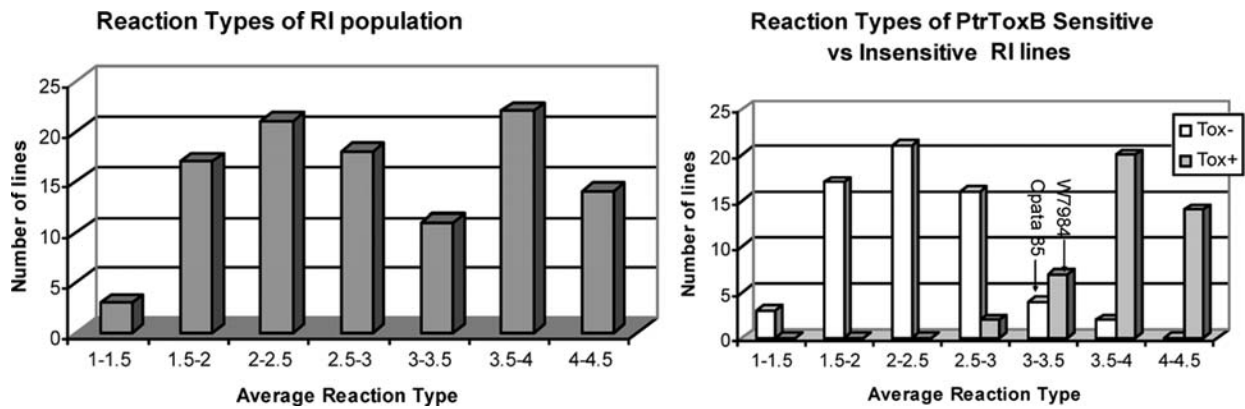 Reaction Types of RI population
Number of lines
25
20
15
10
5
0
1-1.5
1.5-2
2-2.5
2.5-3
3-3.5
3.5-4
4-4.5
Average Reaction Type
Reaction Types of PtrToxB Sensitive
vs Insensitive RI lines
Number of lines
25
20
15
10
5
0
Opata 85
W7984
Tox-
Tox+
1-1.5
1.5-2
2-2.5
2.5-3
3-3.5
3.5-4
4-4.5
Average Reaction Type